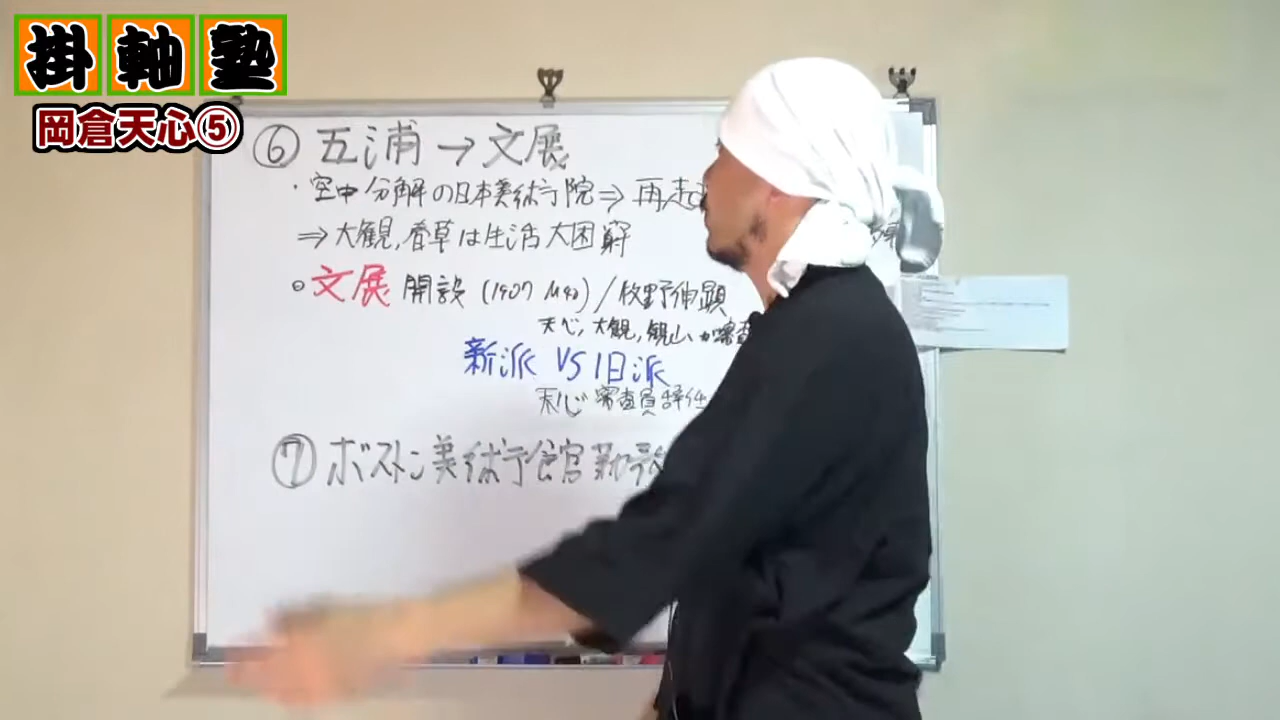 掛軸塾
岡倉天心⑤
⑥ 五浦→文展
・空中分解の日本美術院⇒再起
⇒大観,春草は生活大困窮
○文展 開設 (1907 M40) /牧野伸顕
天心,大観,観山が審査
新派 VS 旧派
天心審査員辞任
⑦ ボストン美術館